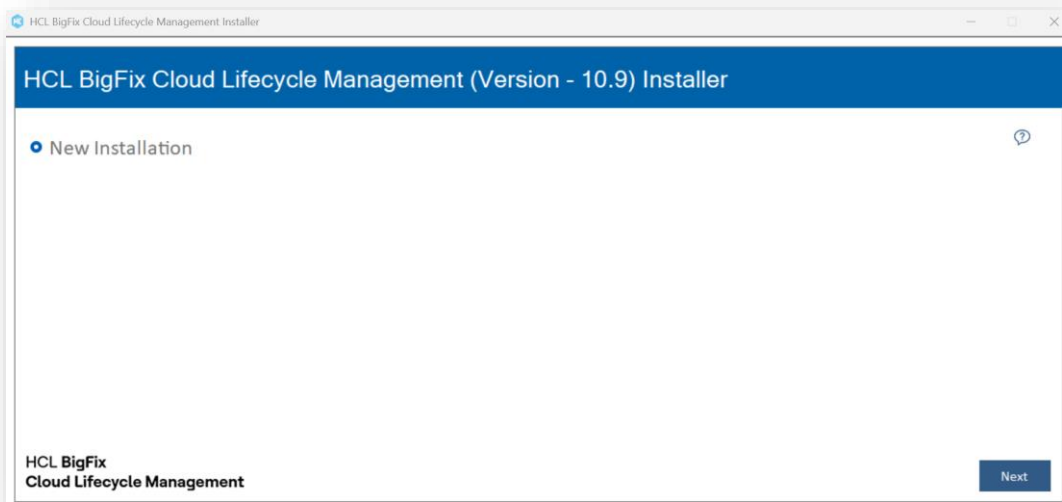 HCL BigFix Cloud Lifecycle Management Installer
HCL BigFix Cloud Lifecycle Management (Version - 10.9) Installer
New Installation
?
HCL BigFix
Cloud Lifecycle Management
Next